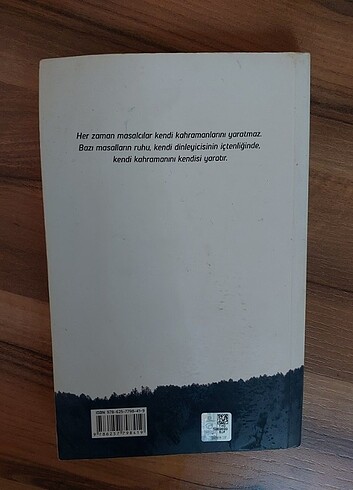 Her zaman masalcılar kendi kahramanlarını yaratmaz.
Bazı masalların ruhu, kendi dinleyicisinin içtenliğinde,
kendi kahramanını kendisi yaratır.